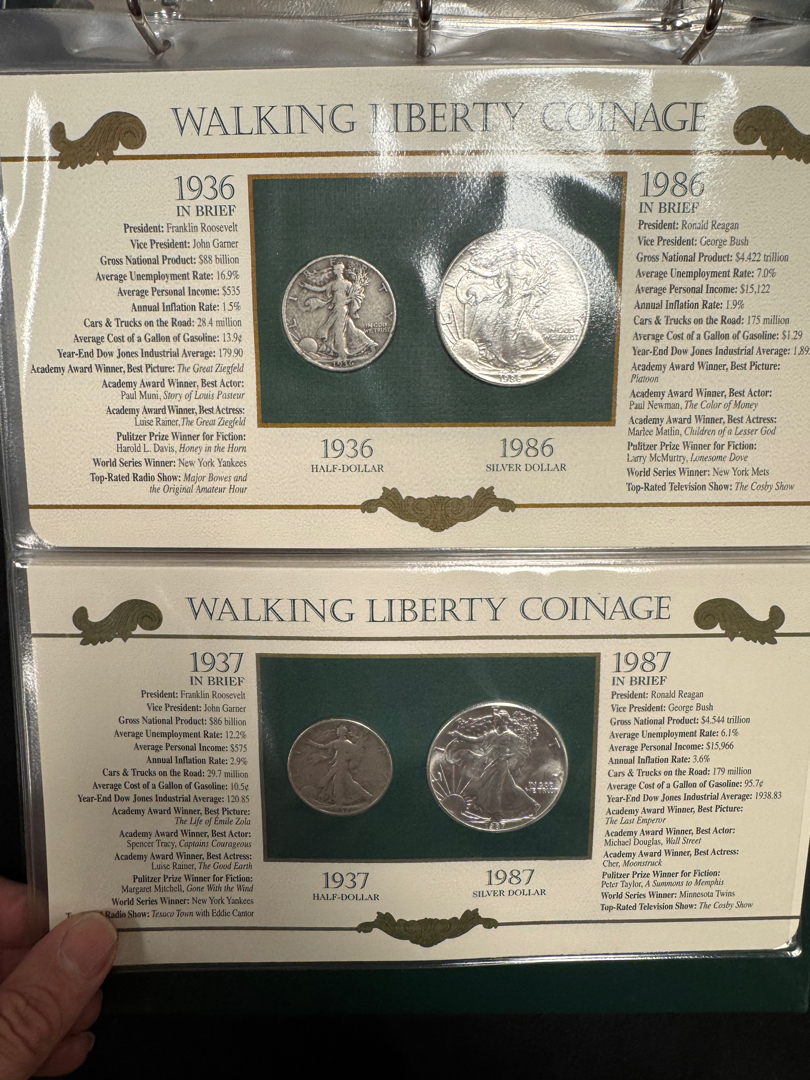 WALKING LIBERTY COINAGE
1936
IN BRIEF
President: Franklin Roosevelt
Vice President: John Garner
Gross National Product: $88 billion
Average Unemployment Rate: 16.9%
Average Personal Income: $535
Annual Inflation Rate: 1.5%
Cars & Trucks on the Road: 28.4 million
Average Cost of a Gallon of Gasoline: 13.9¢
Year-End Dow Jones Industrial Average: 179.90
Academy Award Winner, Best Picture: The Great Ziegfeld
Academy Award Winner, Best Actor:
Paul Muni, Story of Louis Pasteur
Academy Award Winner, Best Actress:
Luise Rainer, The Great Ziegfeld
Pulitzer Prize Winner for Fiction:
Harold L. Davis, Honey in the Horn
World Series Winner: New York Yankees
Top-Rated Radio Show: Major Bowes and
the Original Amateur Hour
IN GOD
WE TRUST
1936
IN GOD
WE TRUST
1986
1936
HALF-DOLLAR
1986
SILVER DOLLAR
1986
IN BRIEF
President: Ronald Reagan
Vice President: George Bush
Gross National Product: $4.422 trillion
Average Unemployment Rate: 7.0%
Average Personal Income: $15,122
Annual Inflation Rate: 1.9%
Cars & Trucks on the Road: 175 million
Average Cost of a Gallon of Gasoline: $1.29
Year-End Dow Jones Industrial Average: 1,89
Academy Award Winner, Best Picture:
Platoon
Academy Award Winner, Best Actor:
Paul Newman, The Color of Money
Academy Award Winner, Best Actress:
Marlee Matlin, Children of a Lesser God
Pulitzer Prize Winner for Fiction:
Larry McMurtry, Lonesome Dove
World Series Winner: New York Mets
Top-Rated Television Show: The Cosby Show
WALKING LIBERTY COINAGE
1937
IN BRIEF
President: Franklin Roosevelt
Vice President: John Garner
Gross National Product: $86 billion
Average Unemployment Rate: 12.2%
Average Personal Income: $575
Annual Inflation Rate: 2.9%
Cars & Trucks on the Road: 29.7 million
Average Cost of a Gallon of Gasoline: 10.5¢
Year-End Dow Jones Industrial Average: 120.85
Academy Award Winner, Best Picture:
The Life of Emile Zola
Academy Award Winner, Best Actor:
Spencer Tracy, Captains Courageous
Academy Award Winner, Best Actress:
Luise Rainer, The Good Earth
Pulitzer Prize Winner for Fiction:
Margaret Mitchell, Gone With the Wind
World Series Winner: New York Yankees
Radio Show: Texaco Town with Eddie Cantor
1937
IN GOD
WE TRUST
1987
1937
HALF-DOLLAR
1987
SILVER DOLLAR
1987
IN BRIEF
President: Ronald Reagan
Vice President: George Bush
Gross National Product: $4.544 trillion
Average Unemployment Rate: 6.1%
Average Personal Income: $15,966
Annual Inflation Rate: 3.6%
Cars & Trucks on the Road: 179 million
Average Cost of a Gallon of Gasoline: 95.7¢
Year-End Dow Jones Industrial Average: 1938.83
Academy Award Winner, Best Picture:
The Last Emperor
Academy Award Winner, Best Actor:
Michael Douglas, Wall Street
Academy Award Winner, Best Actress:
Cher, Moonstruck
Pulitzer Prize Winner for Fiction:
Peter Taylor, A Summons to Memphis
World Series Winner: Minnesota Twins
Top-Rated Television Show: The Cosby Show